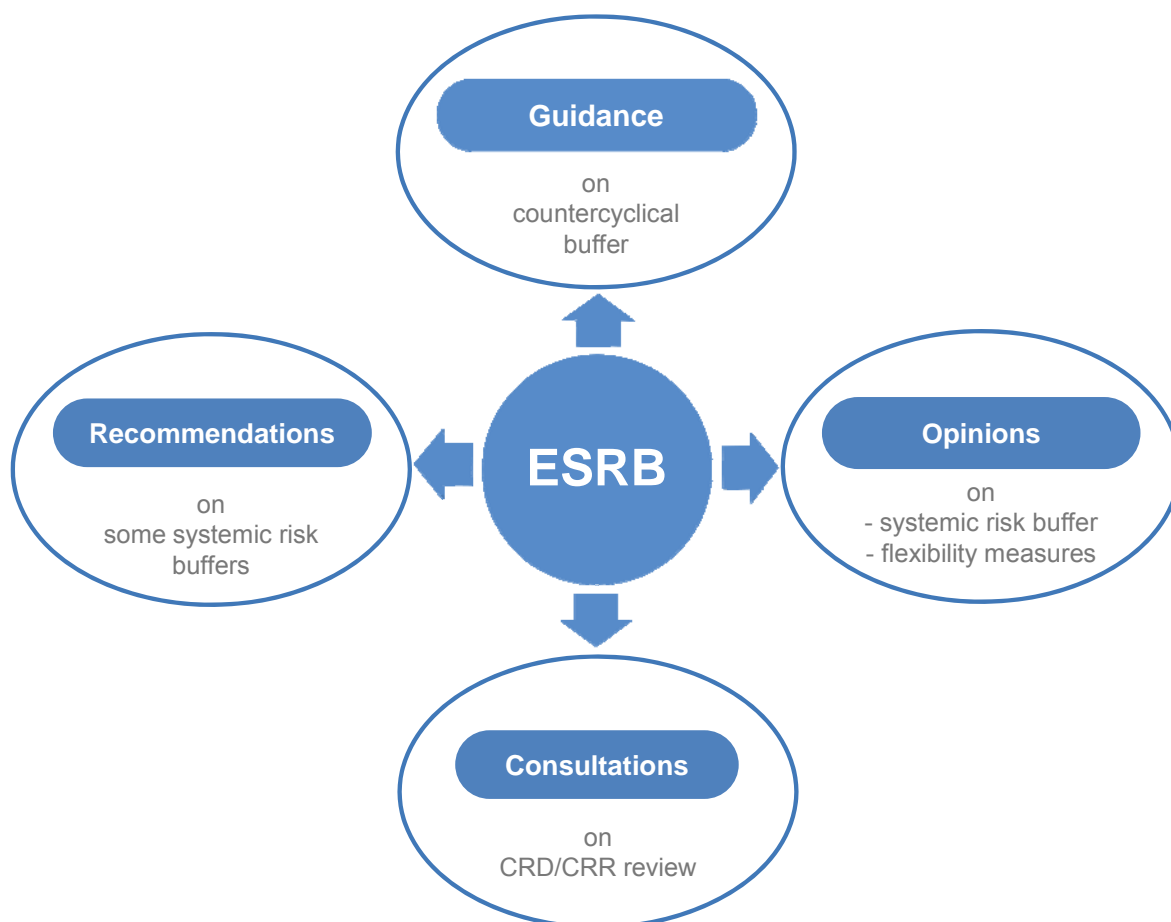 Guidance
on
countercyclical
buffer
Recommendations
on
some systemic risk
buffers
ESRB
Opinions
on
- systemic risk buffer
- flexibility measures
Consultations
on
CRD/CRR review